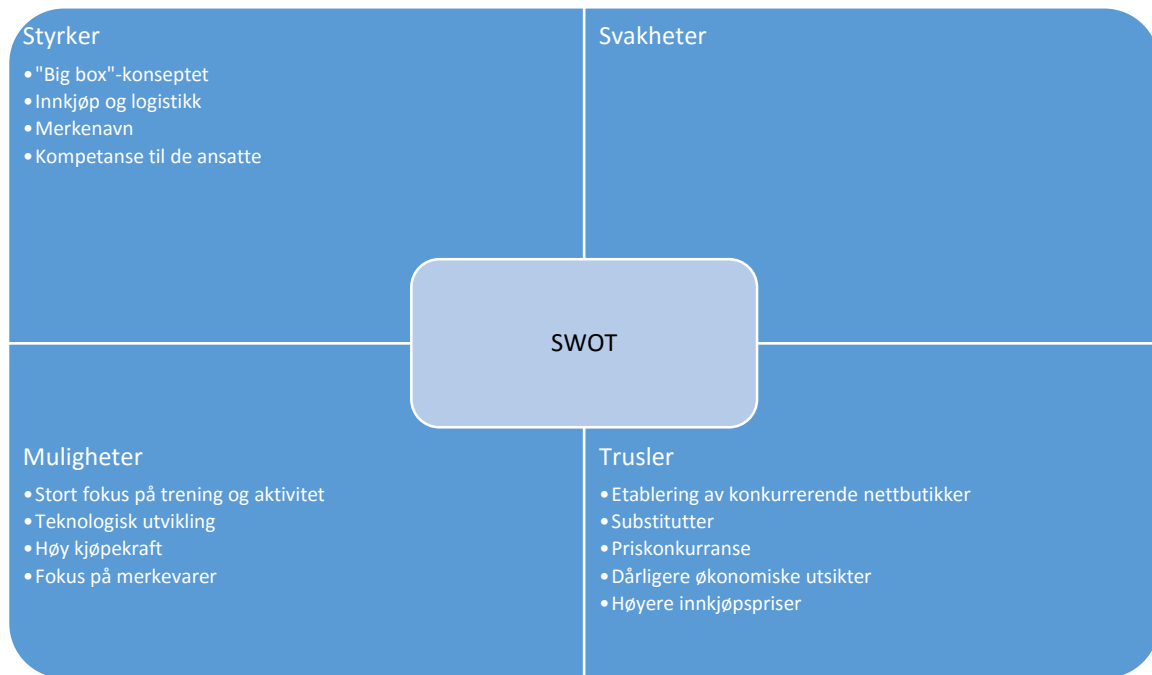 Styrker
•"Big box"-konseptet
•Innkjøp og logistikk
•Merkenavn
•Kompetanse til de ansatte
Svakheter
SWOT
Muligheter
•Stort fokus på trening og aktivitet
•Teknologisk utvikling
•Høy kjøpekraft
•Fokus på merkevarer
Trusler
•Etablering av konkurrerende nettbutikker
•Substitutter
•Priskonkurranse
•Dårligere økonomiske utsikter
•Høyere innkjøpspriser